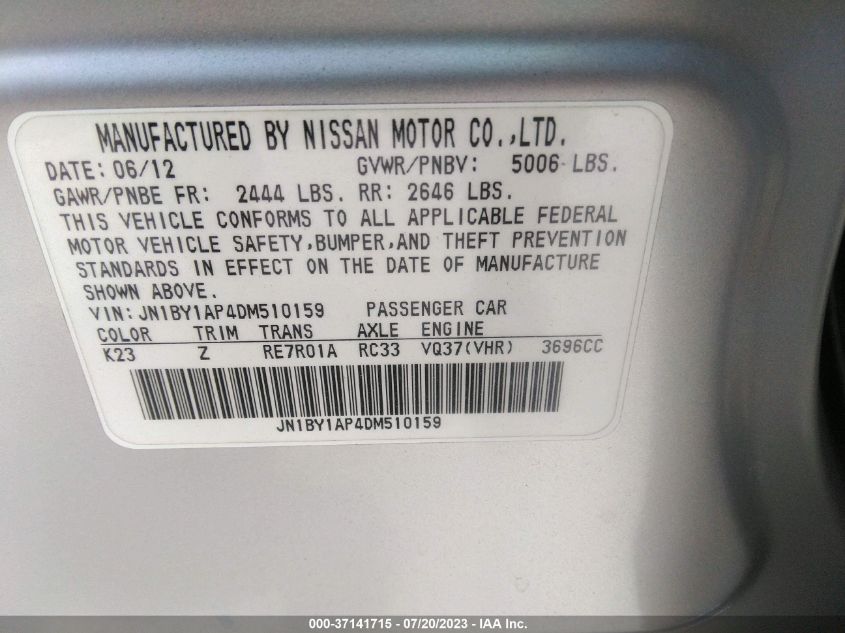 MANUFACTURED BY NISSAN MOTOR CO.,LTD.
DATE: 06/12 GVWR/PNBV: 5006 LBS.
GAWR/PNBE FR: 2444 LBS. RR: 2646 LBS.
THIS VEHICLE CONFORMS TO ALL APPLICABLE FEDERAL
MOTOR VEHICLE SAFETY,BUMPER,AND THEFT PREVENTION
STANDARDS IN EFFECT ON THE DATE OF MANUFACTURE
SHOWN ABOVE.
VIN: JN1BY1AP4DM510159 PASSENGER CAR
COLOR TRIM TRANS AXLE ENGINE
K23 Z RE7R01A RC33 VQ37(VHR) 3696CC
JN1BY1AP4DM510159
000-37141715 - 07/20/2023 - IAA Inc.